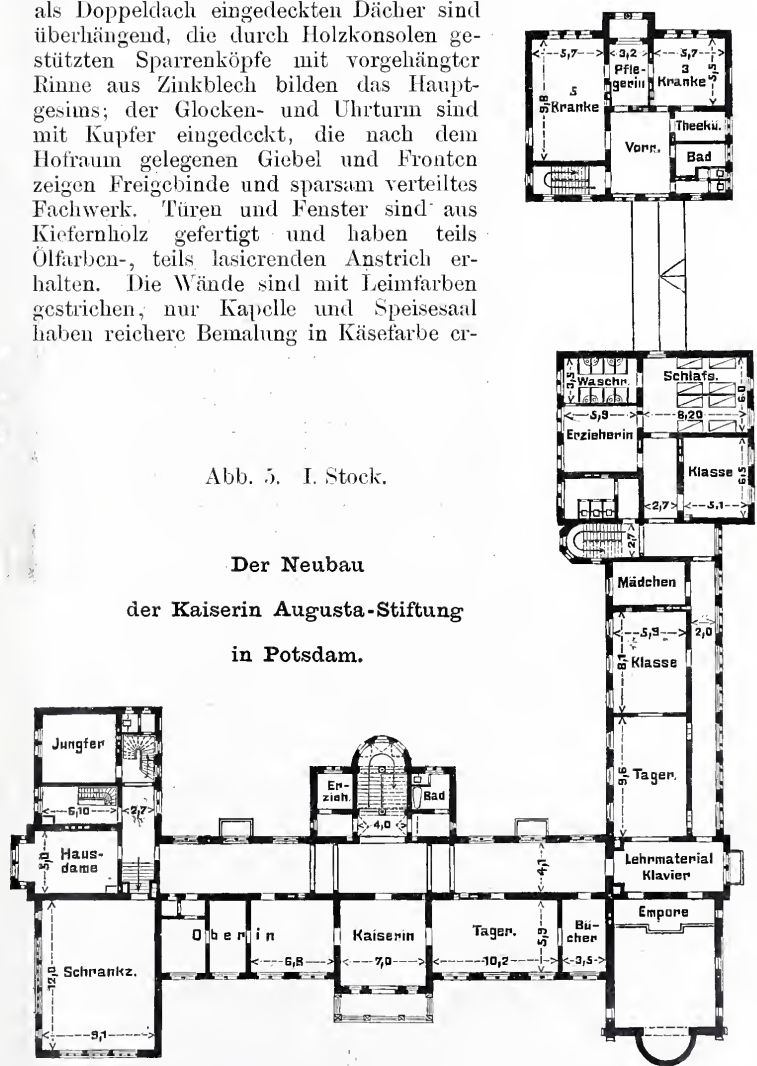 als Doppeldach eingedeckten Dächer sind
überhängend, die durch Holzkonsolen ge-
stützten Sparrenköpfe mit vorgehängter
Rinne aus Zinkblech bilden das Haupt-
gesims; der Glocken- und Uhrturm sind
mit Kupfer eingedeckt, die nach dem
Hofraum gelegenen Giebel und Fronten
zeigen Freigebinde und sparsam verteiltes
Fachwerk. Türen und Fenster sind aus
Kiefernholz gefertigt und haben teils
Ölfarben-, teils lasierenden Anstrich er-
halten. Die Wände sind mit Leimfarben
gestrichen, nur Kapelle und Speisesaal
haben reichere Bemalung in Käsefarbe er-
Abb. 5. I. Stock.
Der Neubau
der Kaiserin Augusta-Stiftung
in Potsdam.
5,7
3,2
5,7
Pfle-
gerin
3
Kranke
5,5
9,8
5
Kranke
Theekü.
Vorr.
Bad
3,5
Waschr.
Schlafs.
6,0
5,9
8,20
Erzieherin
Klasse
6,5
2,7
5,1
2,7
Mädchen
5,9
2,0
8,1
Klasse
9,6
Tager.
Jungfer
6,10
2,7
Er-
zieh.
Bad
4,0
5,0
Haus-
dame
4,1
Lehrmaterial
Klavier
Empore
Oberin
6,8
Kaiserin
7,0
Tager.
10,2
5,9
Bü-
cher
3,5
12,0
Schrankz.
9,1